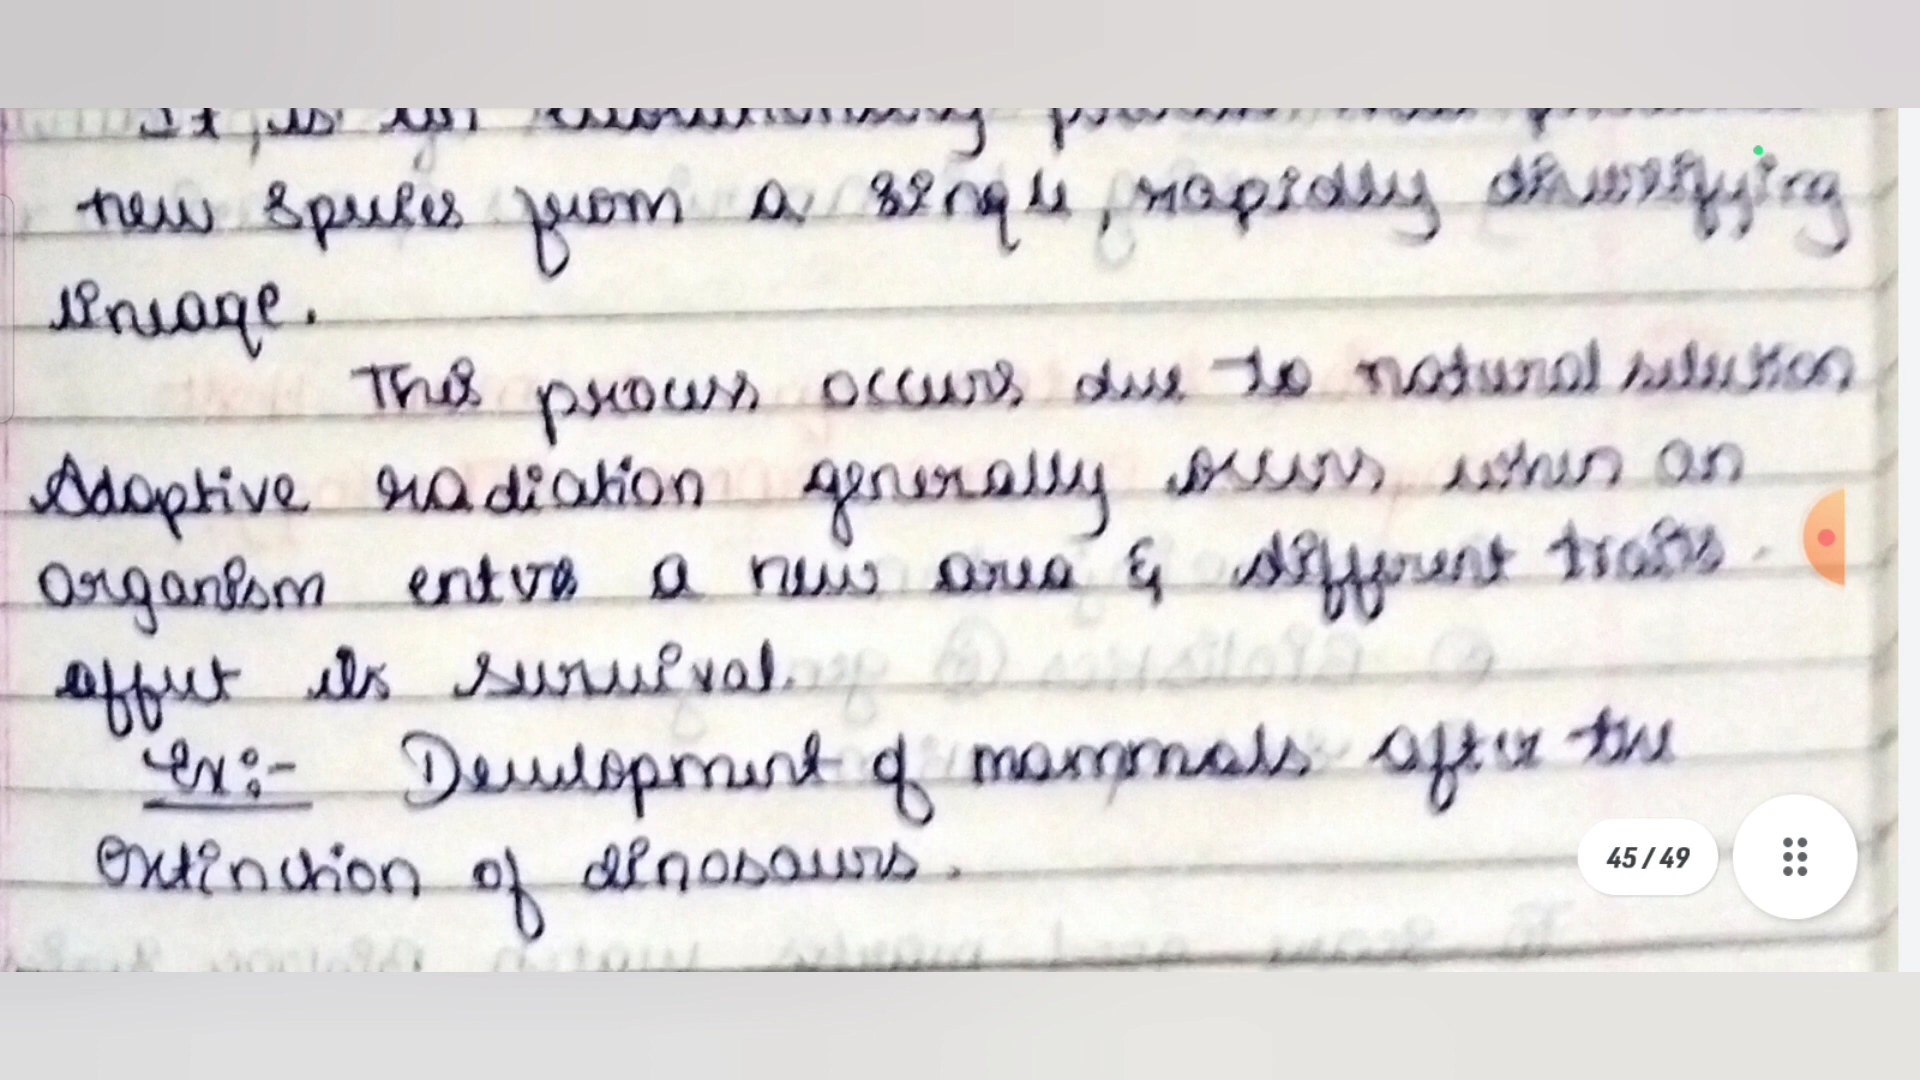 It is
new species from a single, rapidly diversifying
lineage.
This process occurs due to natural selection
Adaptive radiation generally occurs when an
organism enters a new area & different traits
affect its survival.
Ex:- Development of mammals after the
extinction of dinosaurs.
45/49